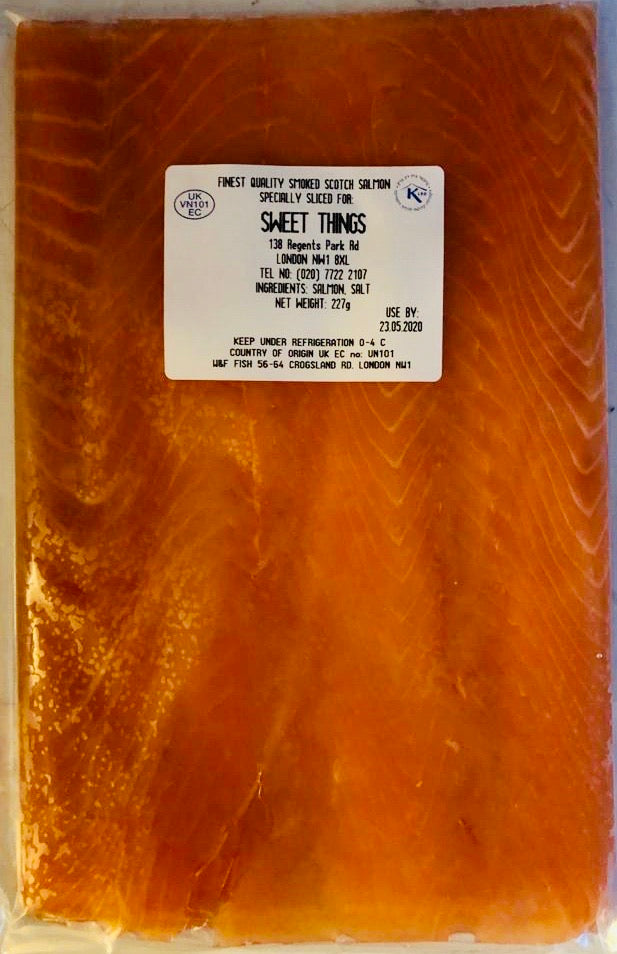 FINEST QUALITY SMOKED SCOTCH SALMON
SPECIALLY SLICED FOR:
UK
VN101
EC
K LBD
SWEET THINGS
138 Regents Park Rd
LONDON NW1 8XL
TEL NO: (020) 7722 2107
INGREDIENTS: SALMON, SALT
NET WEIGHT: 227g
USE BY:
23.05.2020
KEEP UNDER REFRIGERATION 0-4 C
COUNTRY OF ORIGIN UK EC no: UN101
W&F FISH 56-64 CROGSLAND RD. LONDON NW1